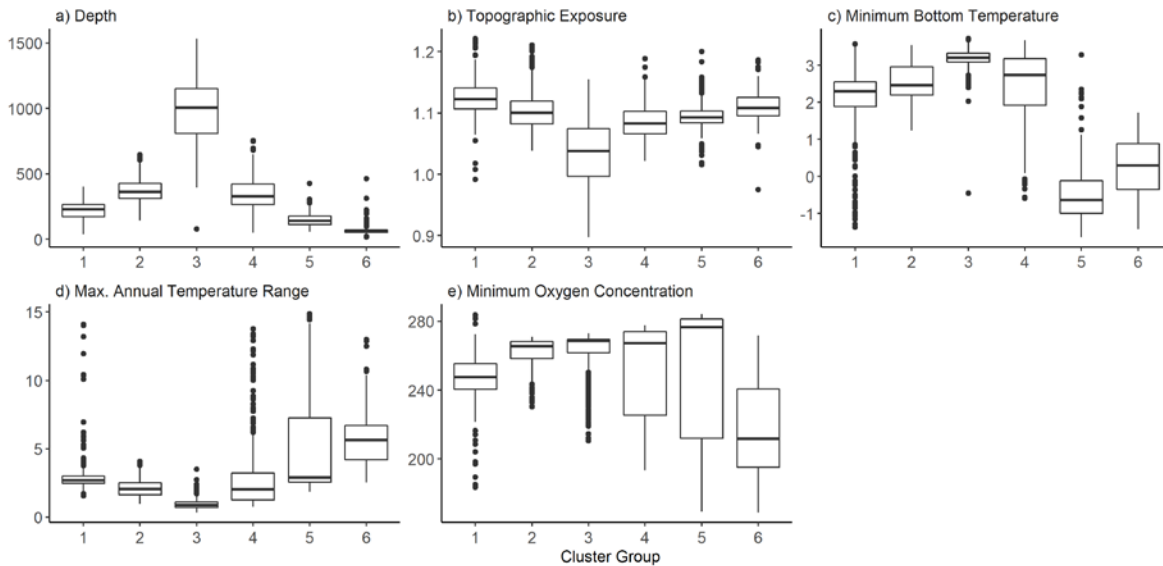 a) Depth
1500
1000
500
0
1 2 3 4 5 6
b) Topographic Exposure
1.2
1.1
1.0
0.9
1 2 3 4 5 6
c) Minimum Bottom Temperature
3
2
1
0
-1
1 2 3 4 5 6
d) Max. Annual Temperature Range
15
10
5
0
1 2 3 4 5 6
e) Minimum Oxygen Concentration
280
240
200
1 2 3 4 5 6
Cluster Group